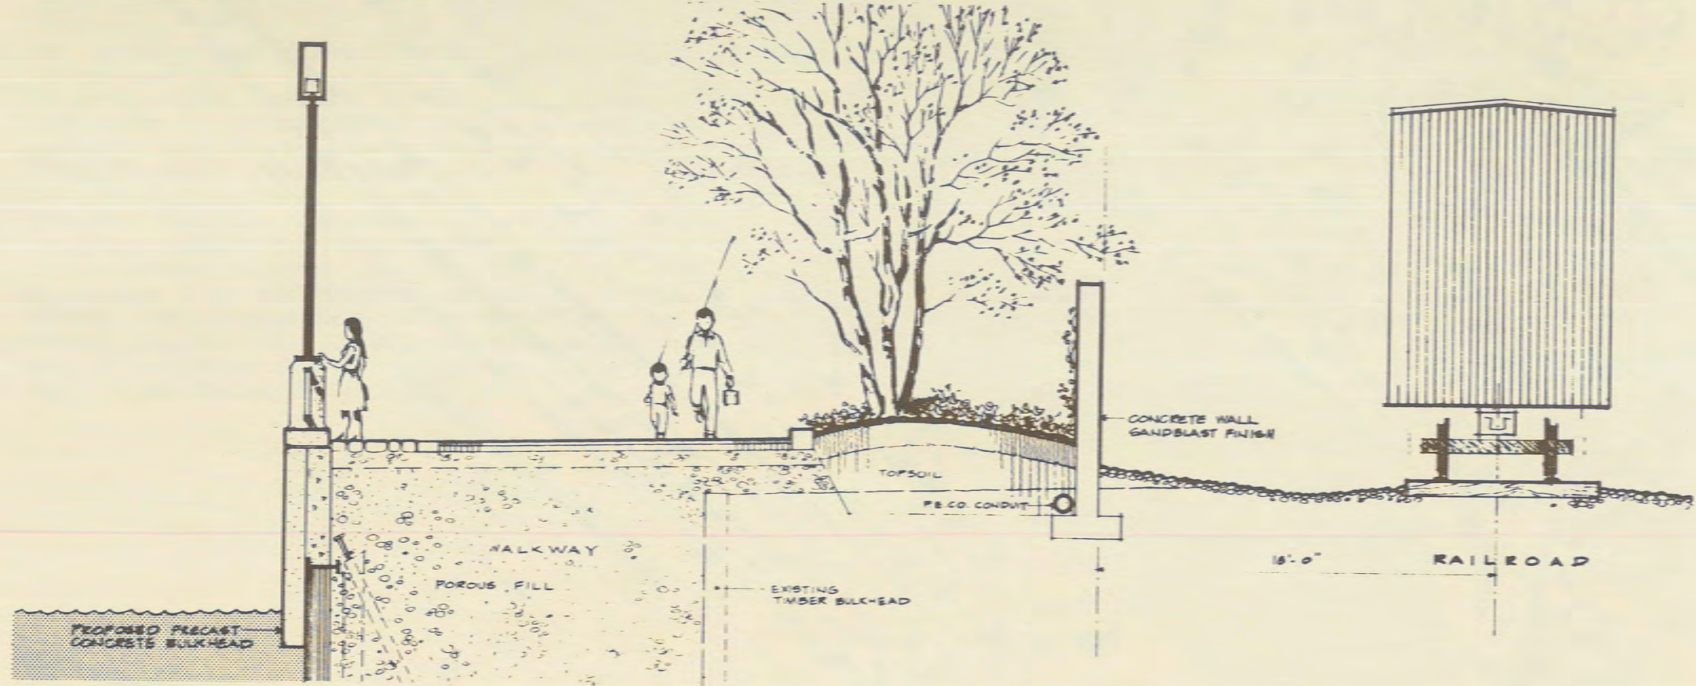 CONCRETE WALL
SANDBLAST FINISH
TOPSOIL
P.E.CO. CONDUIT
WALKWAY
POROUS FILL
EXISTING
TIMBER BULKHEAD
16'-0"
RAILROAD
PROPOSED PRECAST
CONCRETE BULKHEAD